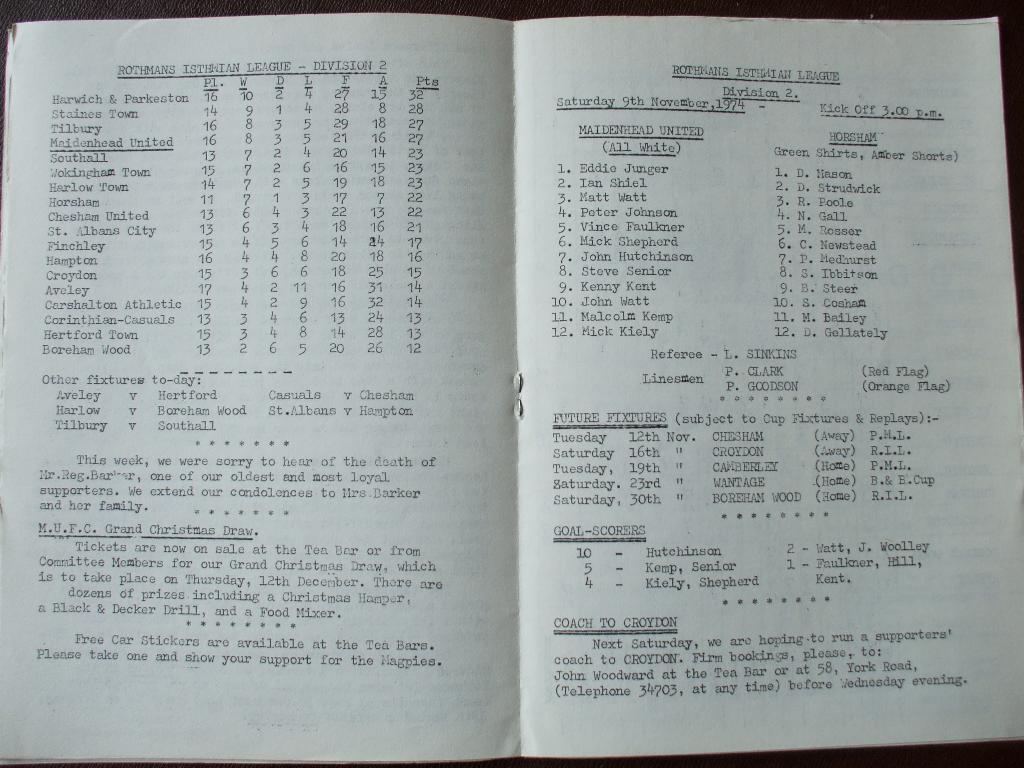 ROTHMANS ISTHMIAN LEAGUE - DIVISION 2
Pl. W D L F A Pts
Harwich & Parkeston 16 10 2 4 27 15 32
Staines Town 14 9 1 4 28 8 28
Tilbury 16 8 3 5 29 18 27
Maidenhead United 16 8 3 5 21 16 27
Southall 13 7 2 4 20 14 23
Wokingham Town 15 7 2 6 16 15 23
Harlow Town 14 7 2 5 19 18 23
Horsham 11 7 1 3 17 7 22
Chesham United 13 6 4 3 22 13 22
St. Albans City 13 6 3 4 18 16 21
Finchley 15 4 5 6 14 24 17
Hampton 16 4 4 8 20 18 16
Croydon 15 3 6 6 18 25 15
Aveley 17 4 2 11 16 31 14
Carshalton Athletic 15 4 2 9 16 32 14
Corinthian-Casuals 13 3 4 6 13 24 13
Hertford Town 15 3 4 8 14 28 13
Boreham Wood 13 2 6 5 20 26 12
- - - - - - - -
Other fixtures to-day:
Aveley v Hertford Casuals v Chesham
Harlow v Boreham Wood St.Albans v Hampton
Tilbury v Southall
* * * * * * *
This week, we were sorry to hear of the death of
Mr.Reg.Barker, one of our oldest and most loyal
supporters. We extend our condolences to Mrs.Barker
and her family.
* * * * * * *
M.U.F.C. Grand Christmas Draw.
Tickets are now on sale at the Tea Bar or from
Committee Members for our Grand Christmas Draw, which
is to take place on Thursday, 12th December. There are
dozens of prizes including a Christmas Hamper,
a Black & Decker Drill, and a Food Mixer.
* * * * * * * *
Free Car Stickers are available at the Tea Bars.
Please take one and show your support for the Magpies.
ROTHMANS ISTHMIAN LEAGUE
Division 2.
Saturday 9th November,1974 - Kick Off 3.00 p.m.
MAIDENHEAD UNITED HORSHAM
(All White) Green Shirts, Amber Shorts)
1. Eddie Junger 1. D. Mason
2. Ian Shiel 2. D. Strudwick
3. Matt Watt 3. R. Poole
4. Peter Johnson 4. N. Gall
5. Vince Faulkner 5. M. Rosser
6. Mick Shepherd 6. C. Newstead
7. John Hutchinson 7. P. Medhurst
8. Steve Senior 8. S. Ibbitson
9. Kenny Kent 9. B. Steer
10. John Watt 10. S. Cosham
11. Malcolm Kemp 11. M. Bailey
12. Mick Kiely 12. D. Gellately
Referee - L. SINKINS
Linesmen P. CLARK (Red Flag)
P. GOODSON (Orange Flag)
* * * * * * * *
FUTURE FIXTURES (subject to Cup Fixtures & Replays):-
Tuesday 12th Nov. CHESHAM (Away) P.M.L.
Saturday 16th " CROYDON (Away) R.I.L.
Tuesday, 19th " CAMBERLEY (Home) P.M.L.
Saturday. 23rd " WANTAGE (Home) B.& B.Cup
Saturday, 30th " BOREHAM WOOD (Home) R.I.L.
* * * * * * * *
GOAL-SCORERS
10 - Hutchinson 2 - Watt, J. Woolley
5 - Kemp, Senior 1 - Faulkner, Hill,
4 - Kiely, Shepherd Kent.
* * * * * * * *
COACH TO CROYDON
Next Saturday, we are hoping to run a supporters'
coach to CROYDON. Firm bookings, please, to:
John Woodward at the Tea Bar or at 58, York Road,
(Telephone 34703, at any time) before Wednesday evening.